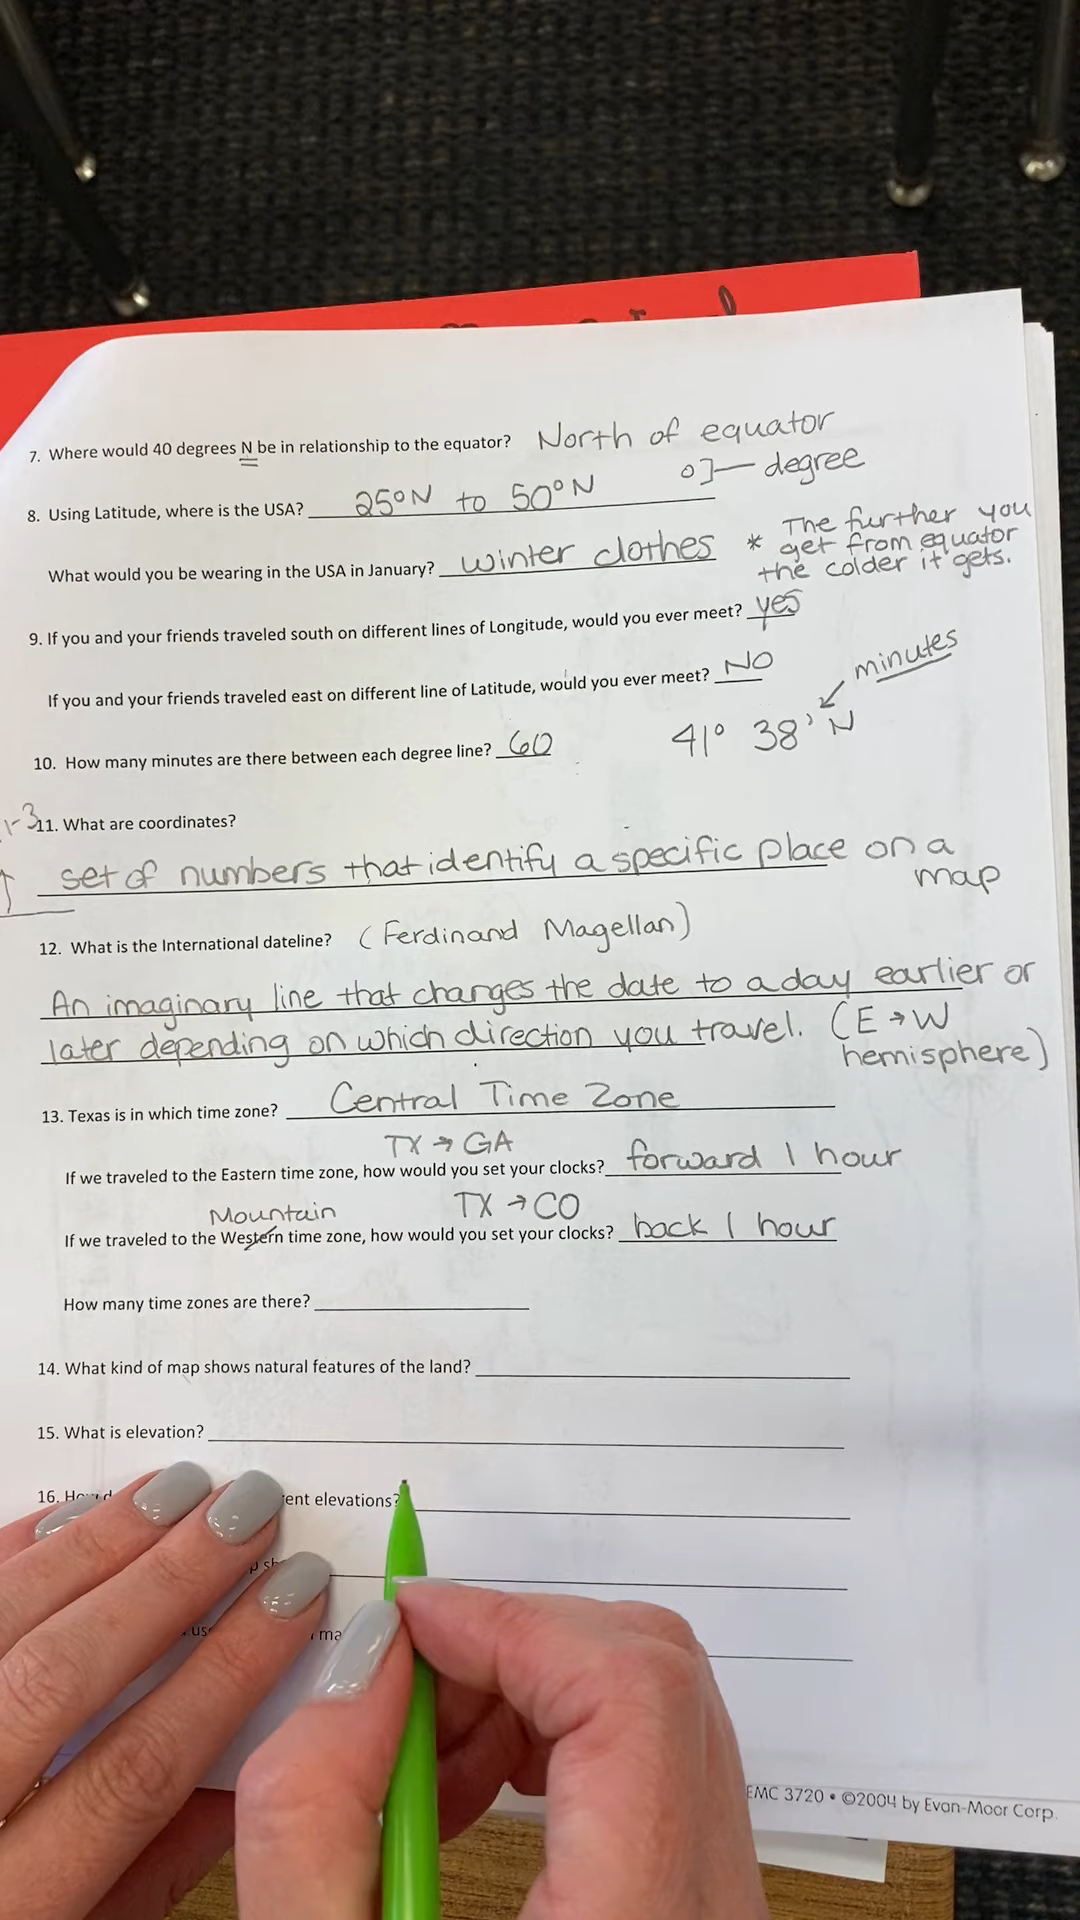 7. Where would 40 degrees N be in relationship to the equator? North of equator
° ]— degree
8. Using Latitude, where is the USA? 25°N to 50°N
What would you be wearing in the USA in January? winter clothes
* The further you
get from equator
the colder it gets.
9. If you and your friends traveled south on different lines of Longitude, would you ever meet? yes
If you and your friends traveled east on different line of Latitude, would you ever meet? NO
minutes
10. How many minutes are there between each degree line? 60
41° 38' N
1-3
11. What are coordinates?
set of numbers that identify a specific place on a
map
12. What is the International dateline? (Ferdinand Magellan)
An imaginary line that changes the date to a day earlier or
later depending on which direction you travel. (E → W
hemisphere)
13. Texas is in which time zone? Central Time Zone
TX → GA
If we traveled to the Eastern time zone, how would you set your clocks? forward 1 hour
Mountain TX → CO
If we traveled to the Western time zone, how would you set your clocks? back 1 hour
How many time zones are there?
14. What kind of map shows natural features of the land?
15. What is elevation?
16. elevations?
EMC 3720 • ©2004 by Evan-Moor Corp.